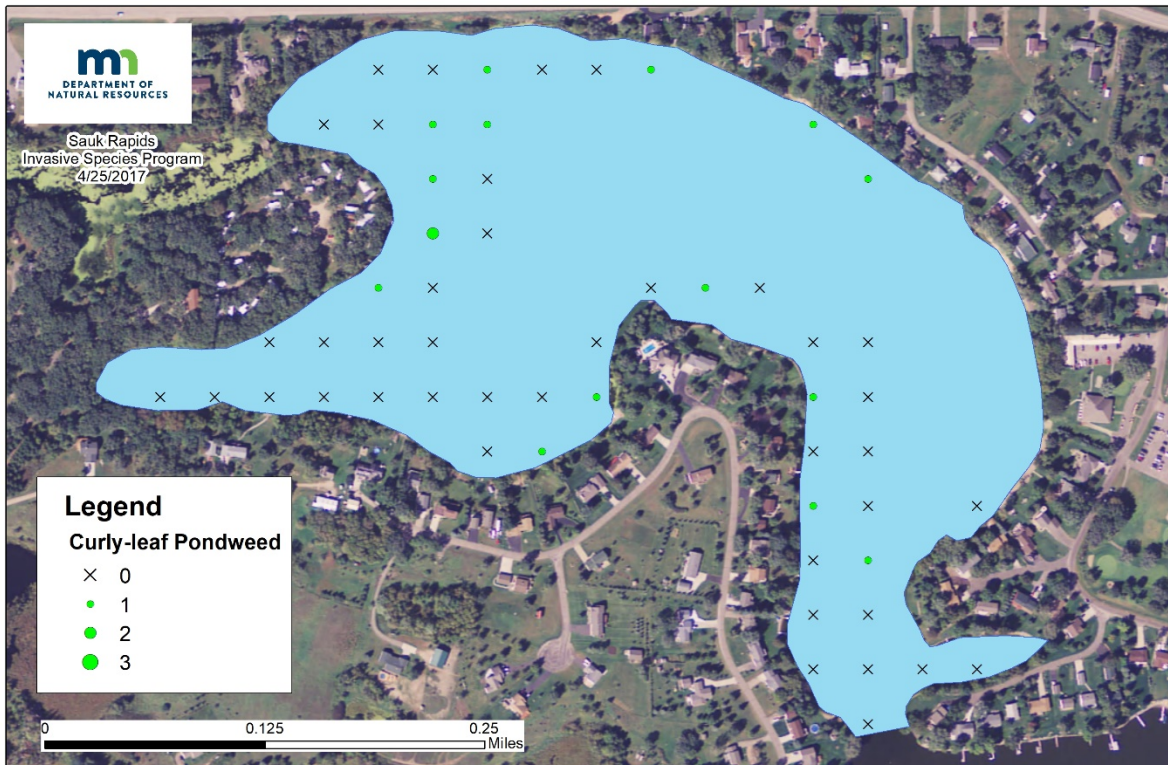 mn
DEPARTMENT OF
NATURAL RESOURCES
Sauk Rapids
Invasive Species Program
4/25/2017
Legend
Curly-leaf Pondweed
0
1
2
3
0 0.125 0.25
Miles